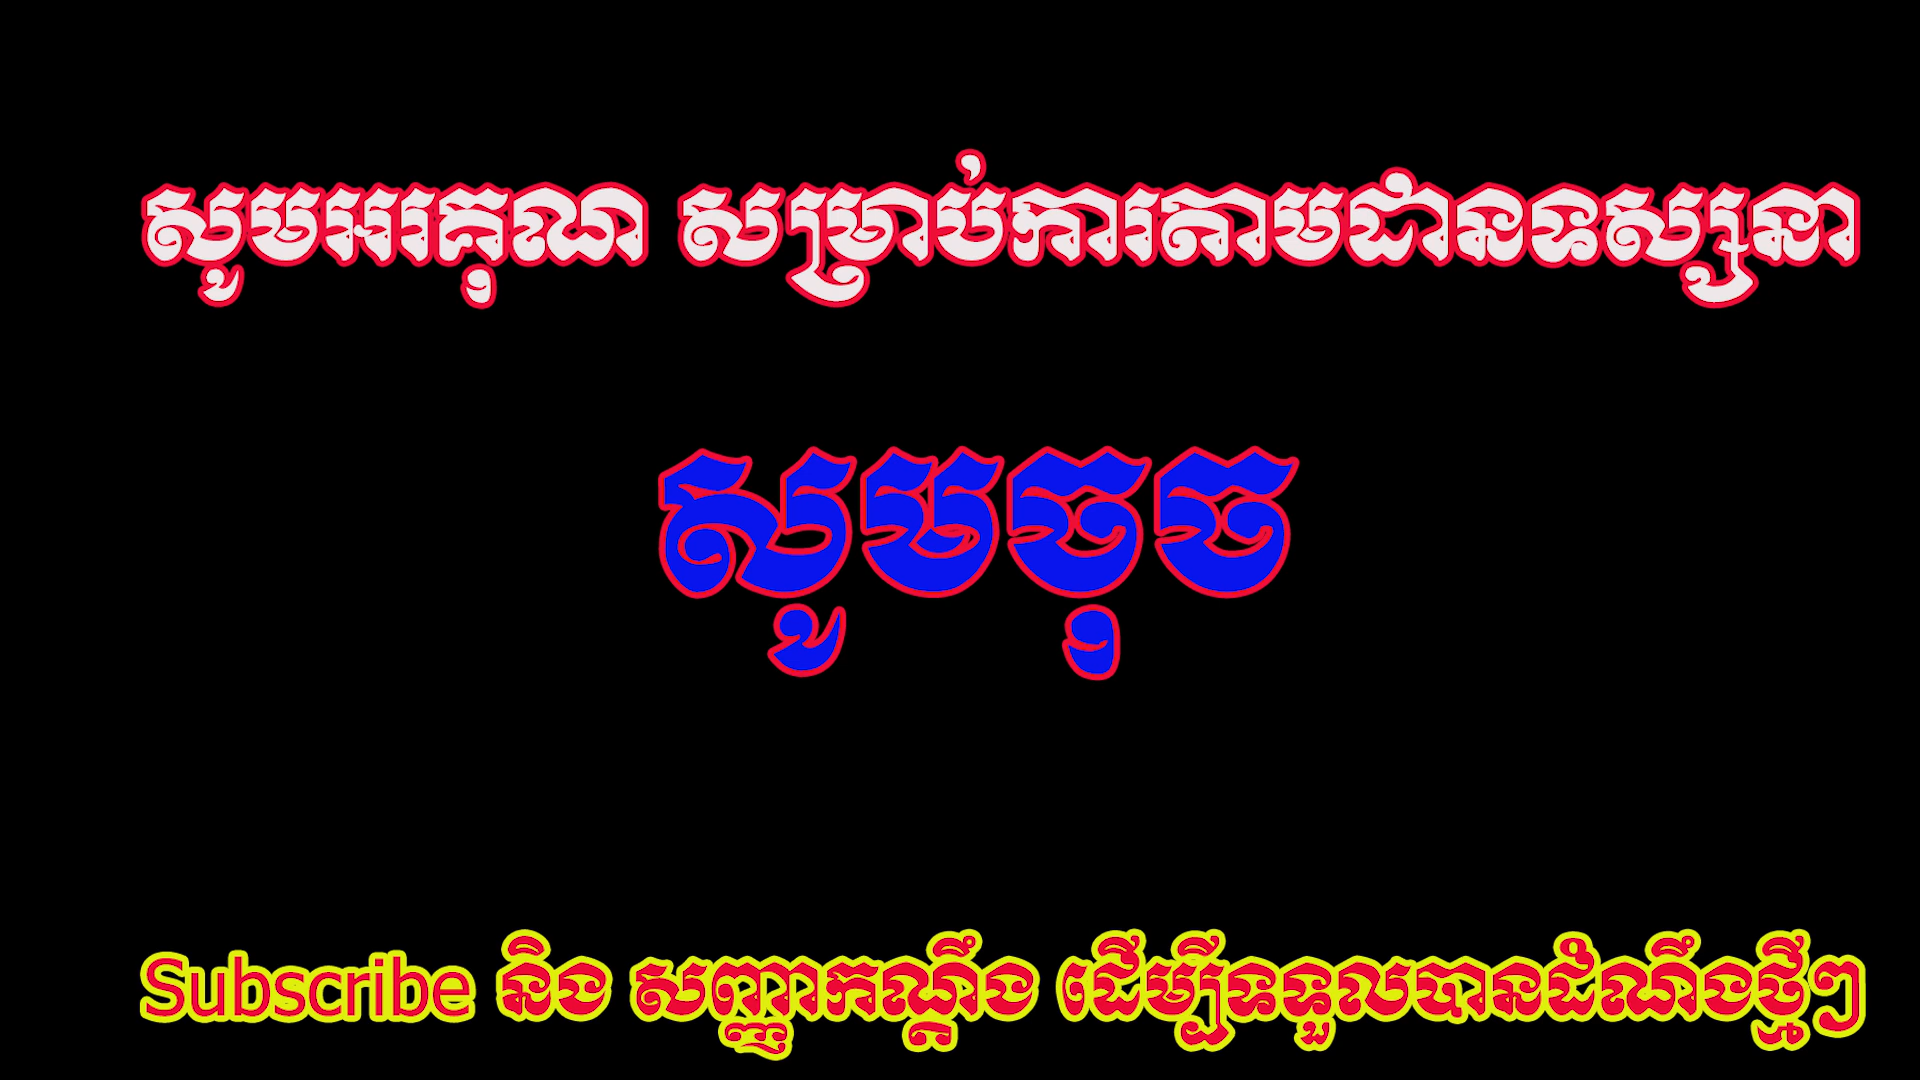 សូមអរគុណ សម្រាប់ការតាមដានទស្សនា
សូមចុច
Subscribe និង សញ្ញាកណ្ដឹង ដើម្បីទទួលបានដំណឹងថ្មីៗ